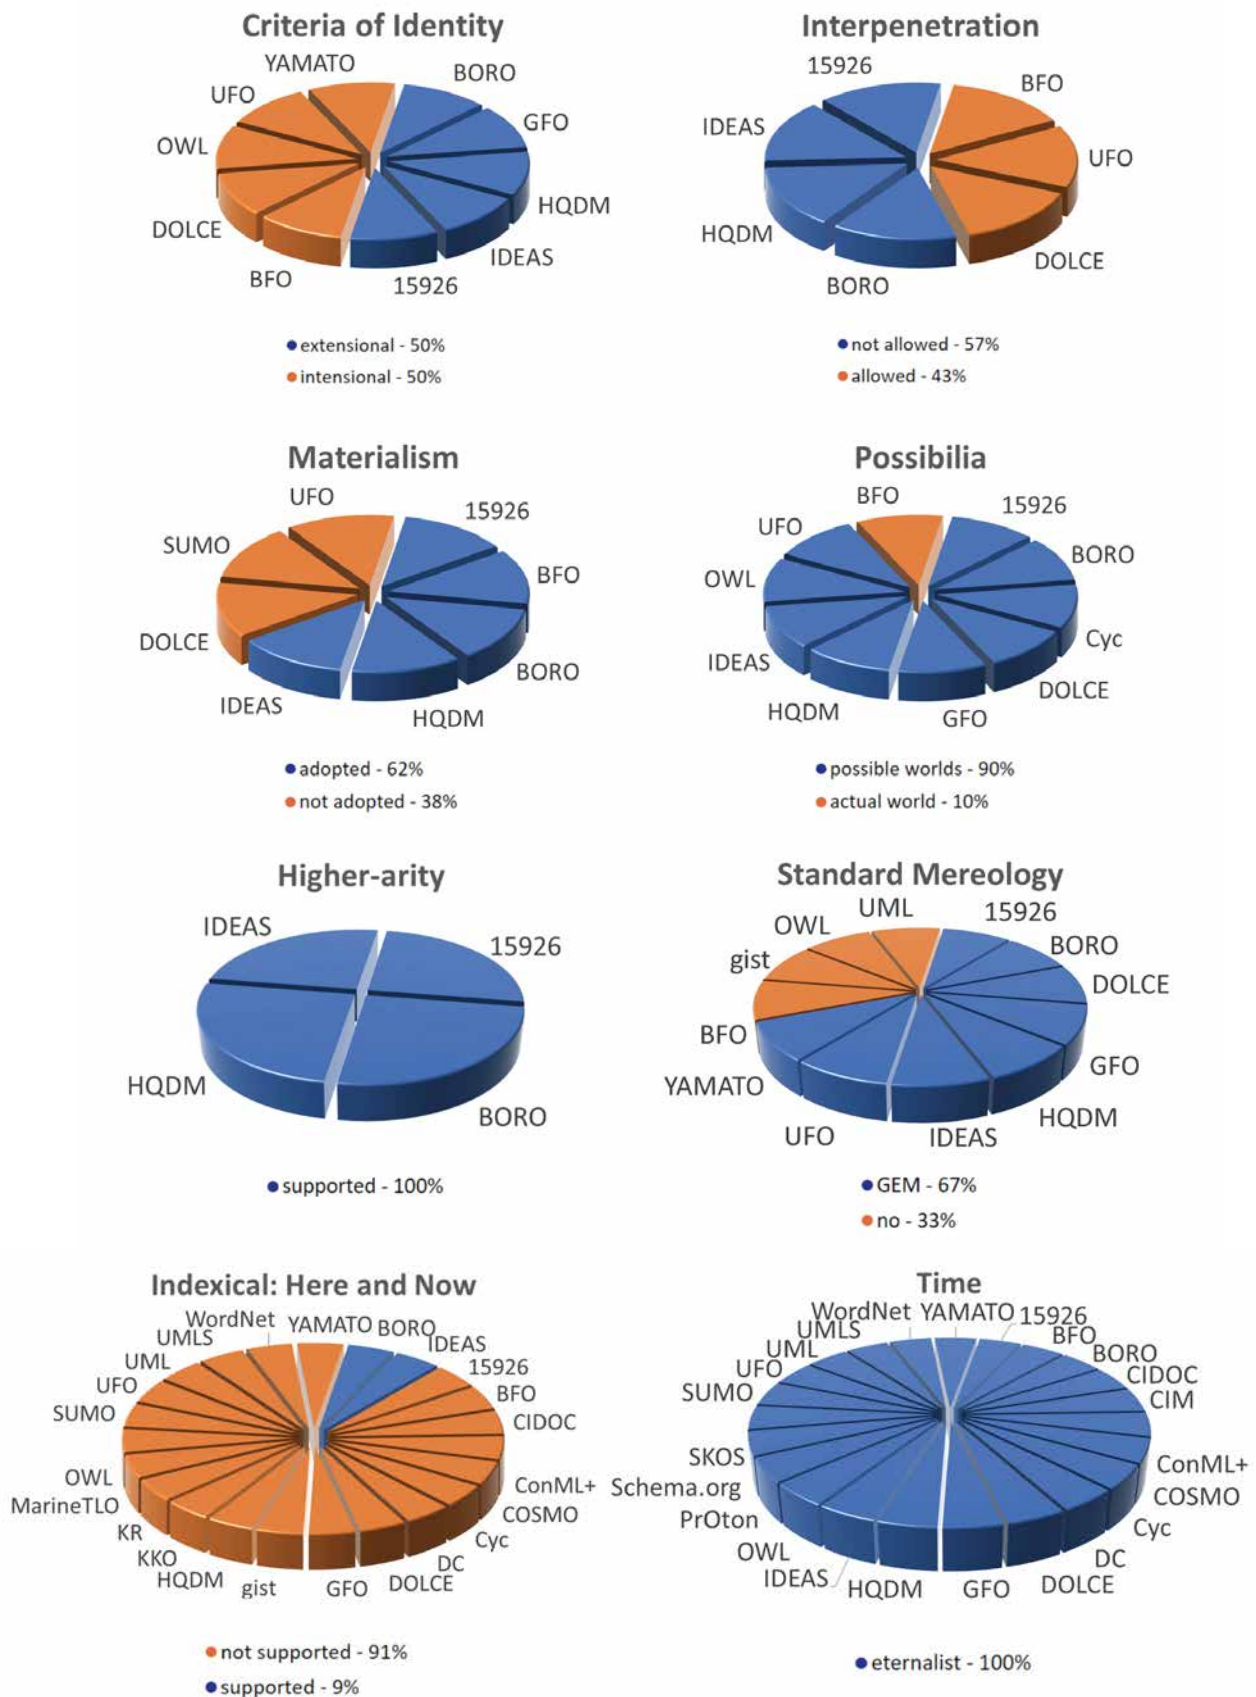 Criteria of Identity
YAMATO
BORO
UFO
GFO
OWL
HQDM
DOLCE
IDEAS
BFO
15926
extensional - 50%
intensional - 50%
Interpenetration
15926
BFO
IDEAS
UFO
HQDM
DOLCE
BORO
not allowed - 57%
allowed - 43%
Materialism
UFO
15926
SUMO
BFO
DOLCE
BORO
IDEAS
HQDM
adopted - 62%
not adopted - 38%
Possibilia
BFO
15926
UFO
BORO
OWL
Cyc
IDEAS
DOLCE
HQDM
GFO
possible worlds - 90%
actual world - 10%
Higher-arity
IDEAS
15926
HQDM
BORO
supported - 100%
Standard Mereology
UML
15926
OWL
BORO
gist
DOLCE
BFO
GFO
YAMATO
HQDM
UFO
IDEAS
GEM - 67%
no - 33%
Indexical: Here and Now
WordNet
YAMATO
BORO
UMLS
IDEAS
UML
15926
UFO
BFO
SUMO
CIDOC
OWL
ConML+
MarineTLO
COSMO
KR
Cyc
KKO
DC
HQDM
DOLCE
gist
GFO
not supported - 91%
supported - 9%
Time
WordNet
YAMATO
15926
UMLS
BFO
UML
BORO
UFO
CIDOC
SUMO
CIM
SKOS
ConML+
Schema.org
COSMO
PrOton
Cyc
OWL
DC
IDEAS
DOLCE
HQDM
GFO
eternalist - 100%